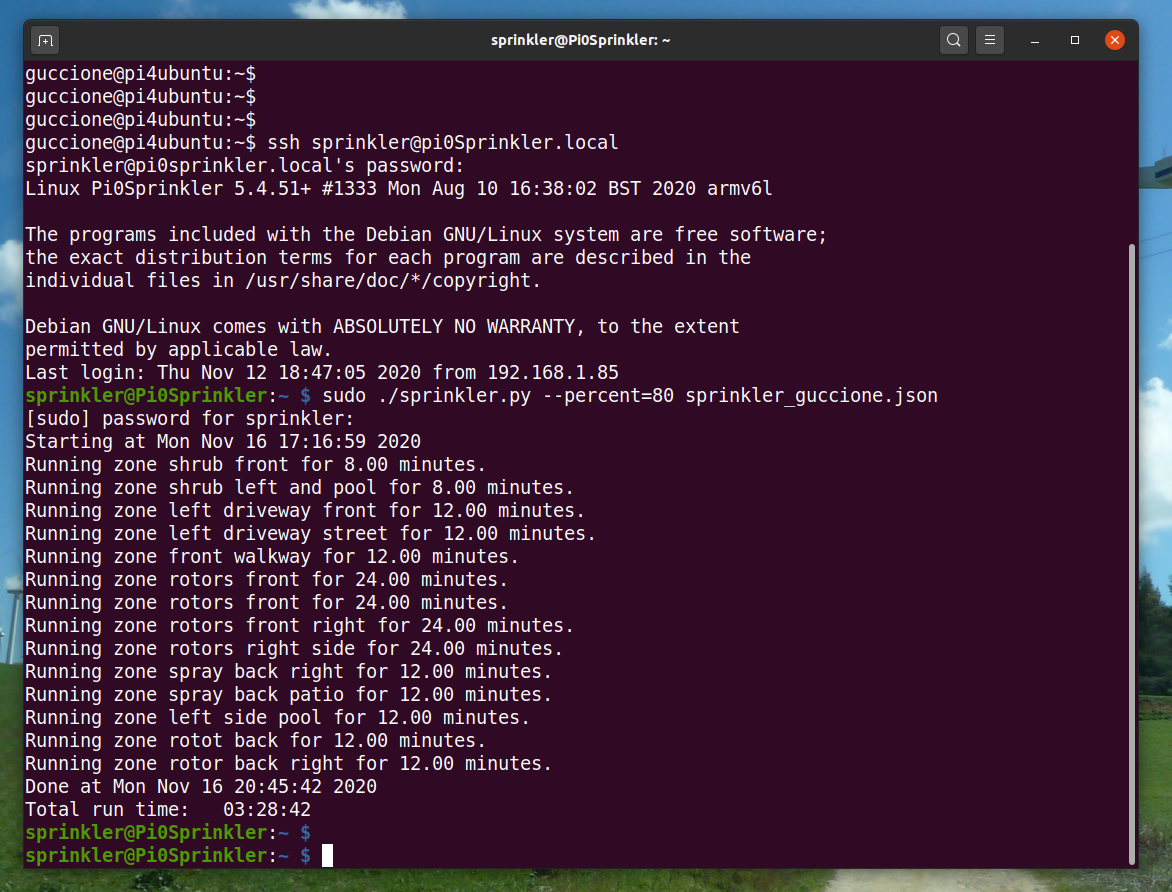 sprinkler@Pi0Sprinkler: ~
guccione@pi4ubuntu:~$
guccione@pi4ubuntu:~$
guccione@pi4ubuntu:~$
guccione@pi4ubuntu:~$ ssh sprinkler@pi0Sprinkler.local
sprinkler@pi0sprinkler.local's password:
Linux Pi0Sprinkler 5.4.51+ #1333 Mon Aug 10 16:38:02 BST 2020 armv6l
The programs included with the Debian GNU/Linux system are free software;
the exact distribution terms for each program are described in the
individual files in /usr/share/doc/*/copyright.
Debian GNU/Linux comes with ABSOLUTELY NO WARRANTY, to the extent
permitted by applicable law.
Last login: Thu Nov 12 18:47:05 2020 from 192.168.1.85
sprinkler@Pi0Sprinkler:~ $ sudo ./sprinkler.py --percent=80 sprinkler_guccione.json
[sudo] password for sprinkler:
Starting at Mon Nov 16 17:16:59 2020
Running zone shrub front for 8.00 minutes.
Running zone shrub left and pool for 8.00 minutes.
Running zone left driveway front for 12.00 minutes.
Running zone left driveway street for 12.00 minutes.
Running zone front walkway for 12.00 minutes.
Running zone rotors front for 24.00 minutes.
Running zone rotors front for 24.00 minutes.
Running zone rotors front right for 24.00 minutes.
Running zone rotors right side for 24.00 minutes.
Running zone spray back right for 12.00 minutes.
Running zone spray back patio for 12.00 minutes.
Running zone left side pool for 12.00 minutes.
Running zone rotot back for 12.00 minutes.
Running zone rotor back right for 12.00 minutes.
Done at Mon Nov 16 20:45:42 2020
Total run time:   03:28:42
sprinkler@Pi0Sprinkler:~ $
sprinkler@Pi0Sprinkler:~ $